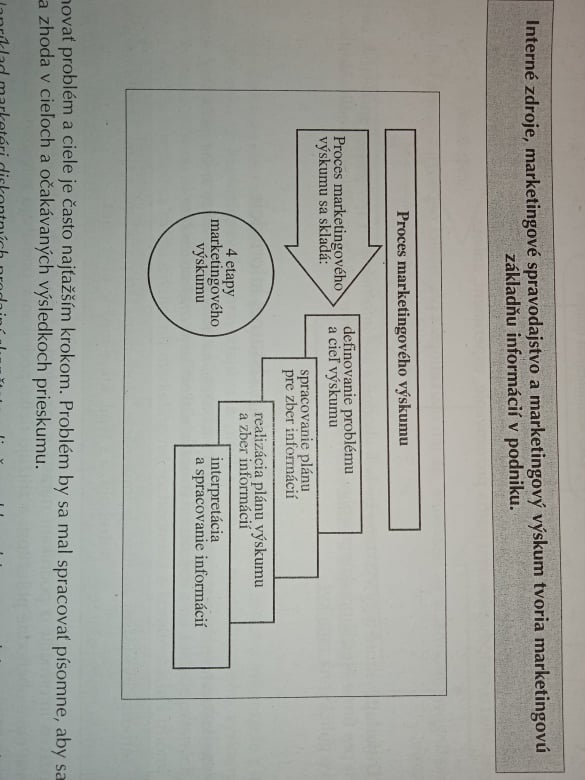 Interné zdroje, marketingové spravodajstvo a marketingový výskum tvoria marketingovú
základňu informácií v podniku.
Proces marketingového výskumu
Proces marketingového
výskumu sa skladá:
definovanie problému
a cieľ výskumu
spracovanie plánu
pre zber informácií
realizácia plánu výskumu
a zber informácií
interpretácia
a spracovanie informácií
4 etapy
marketingového
výskumu
problém a ciele je často najťažším krokom. Problém by sa mal spracovať písomne, aby sa
a zhoda v cieľoch a očakávaných výsledkoch prieskumu.
marketéri diskontných